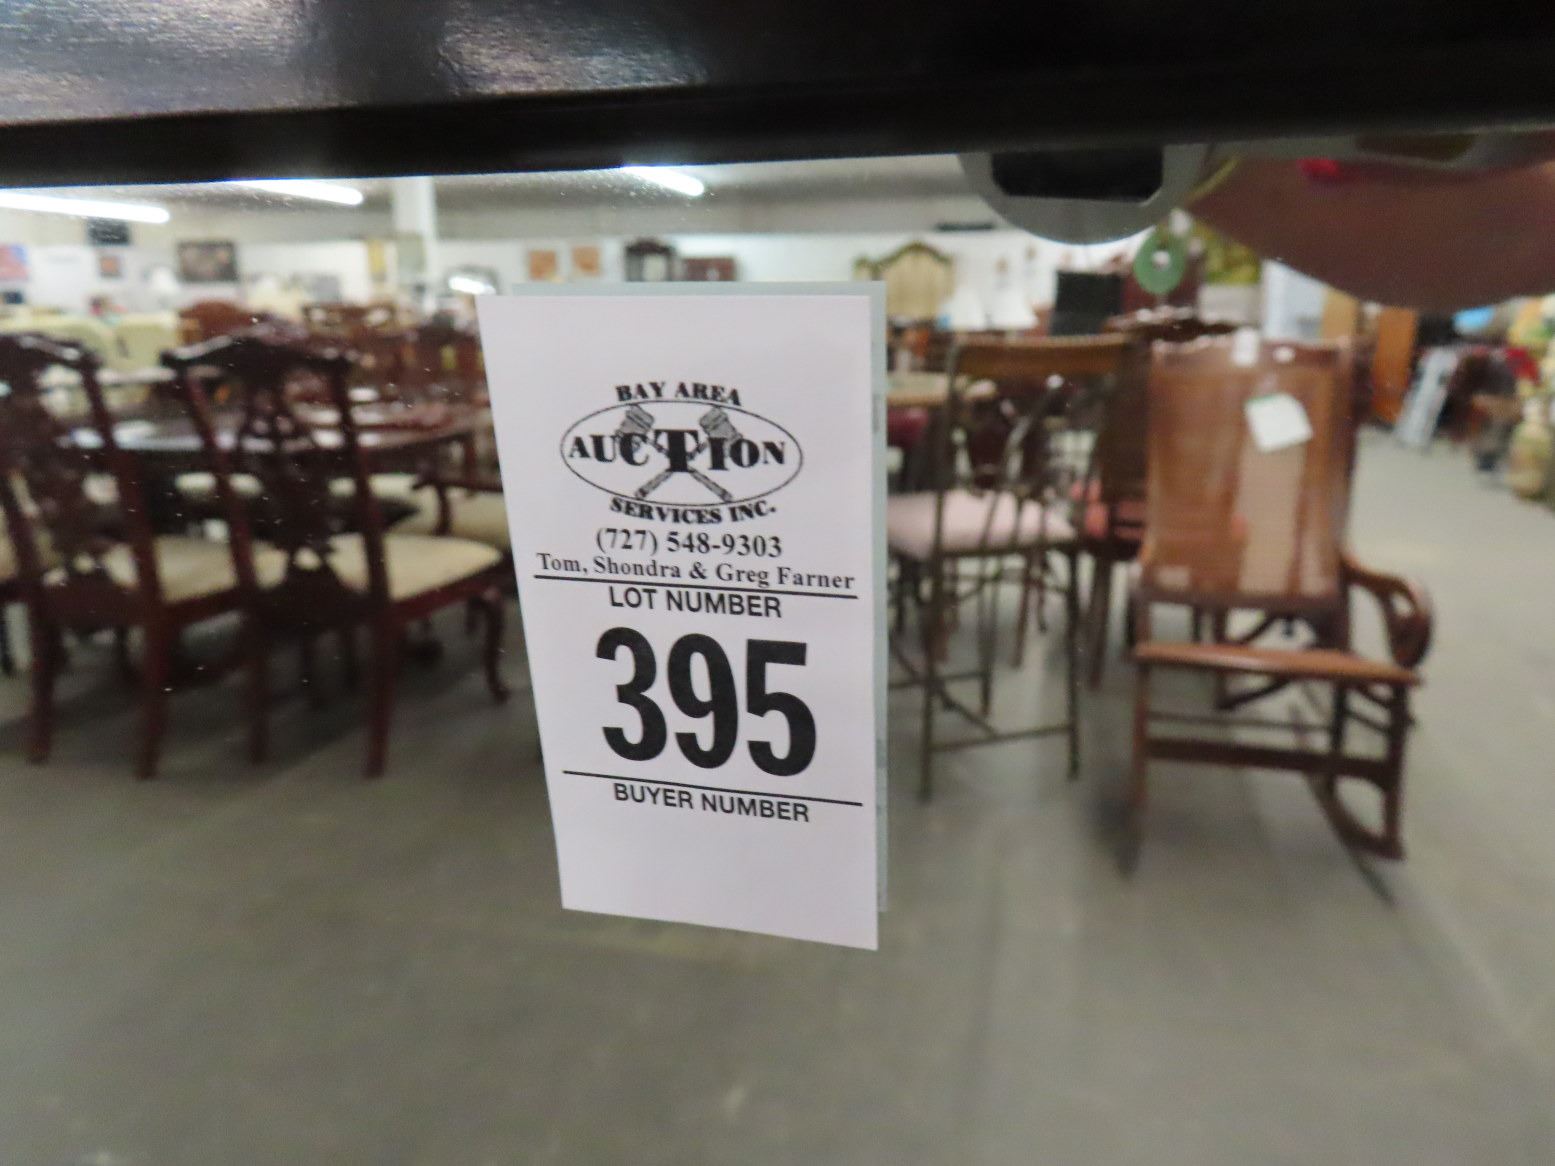 BAY AREA
AUCTION
SERVICES INC.
(727) 548-9303
Tom, Shondra & Greg Farner
LOT NUMBER
395
BUYER NUMBER